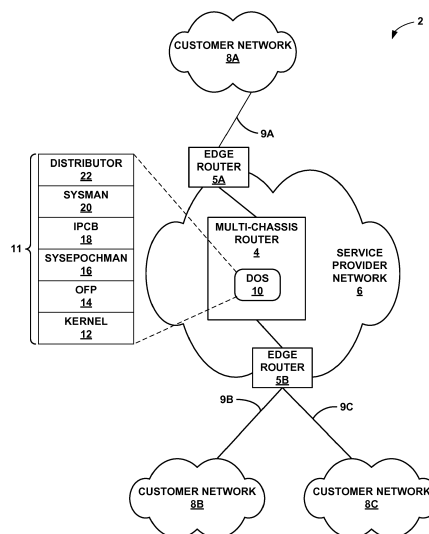 2
CUSTOMER NETWORK
8A
9A
EDGE
ROUTER
5A
DISTRIBUTOR
22
SYSMAN
20
IPCB
18
SYSEPOCHMAN
16
OFP
14
KERNEL
12
11
MULTI-CHASSIS
ROUTER
4
DOS
10
SERVICE
PROVIDER
NETWORK
6
EDGE
ROUTER
5B
9B
9C
CUSTOMER NETWORK
8B
CUSTOMER NETWORK
8C